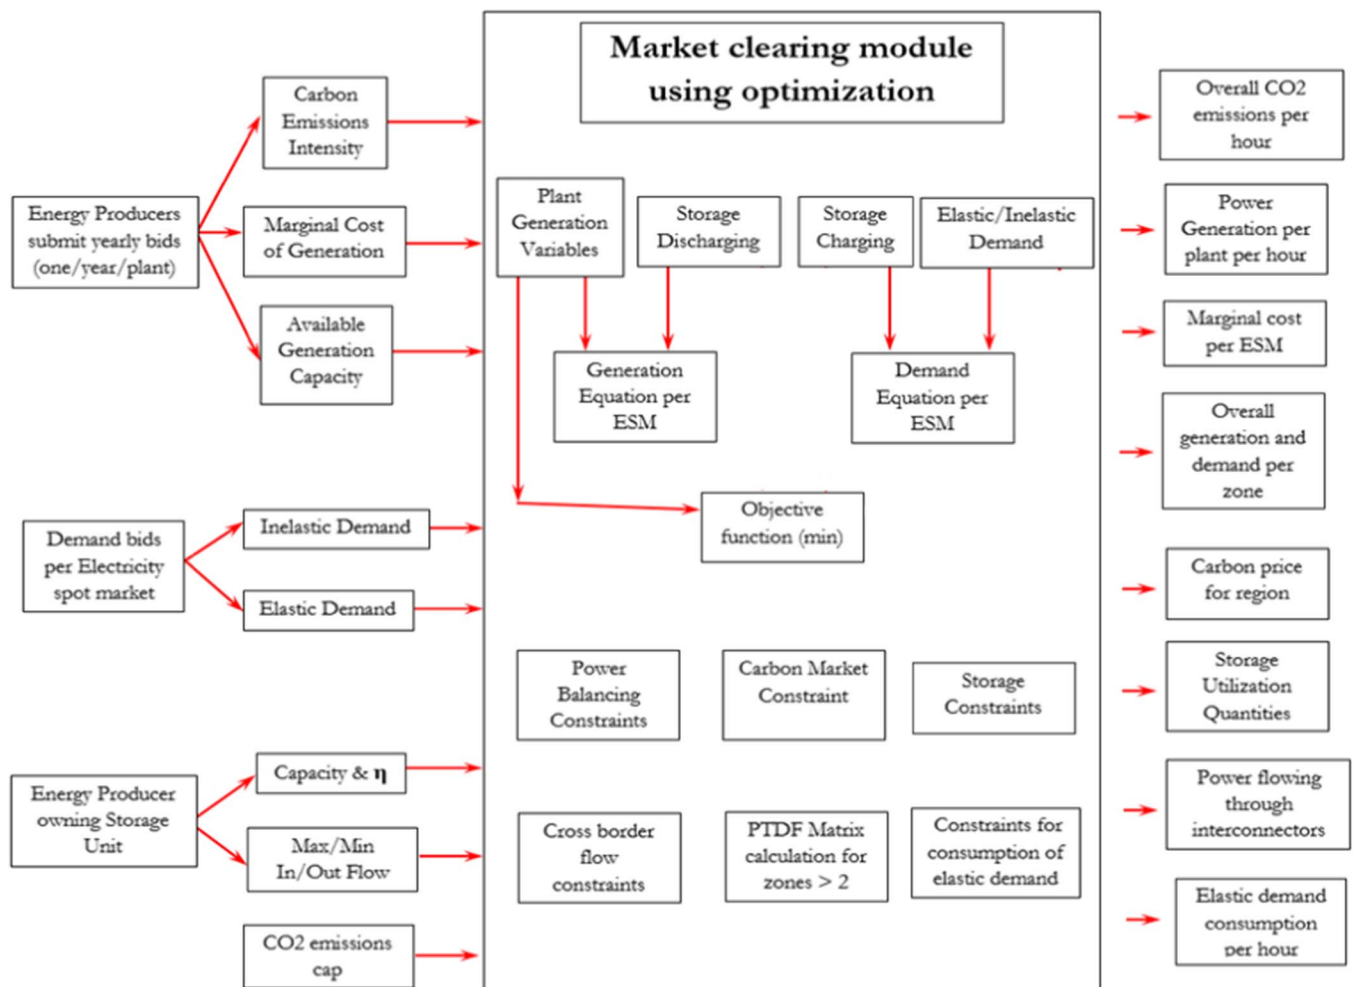 Market clearing module
using optimization
Energy Producers
submit yearly bids
(one/year/plant)
Carbon
Emissions
Intensity
Marginal Cost
of Generation
Available
Generation
Capacity
Demand bids
per Electricity
spot market
Inelastic Demand
Elastic Demand
Energy Producer
owning Storage
Unit
Capacity & η
Max/Min
In/Out Flow
CO2 emissions
cap
Plant
Generation
Variables
Storage
Discharging
Storage
Charging
Elastic/Inelastic
Demand
Generation
Equation per
ESM
Demand
Equation per
ESM
Objective
function (min)
Power
Balancing
Constraints
Carbon Market
Constraint
Storage
Constraints
Cross border
flow
constraints
PTDF Matrix
calculation for
zones > 2
Constraints for
consumption of
elastic demand
Overall CO2
emissions per
hour
Power
Generation per
plant per hour
Marginal cost
per ESM
Overall
generation and
demand per
zone
Carbon price
for region
Storage
Utilization
Quantities
Power flowing
through
interconnectors
Elastic demand
consumption
per hour